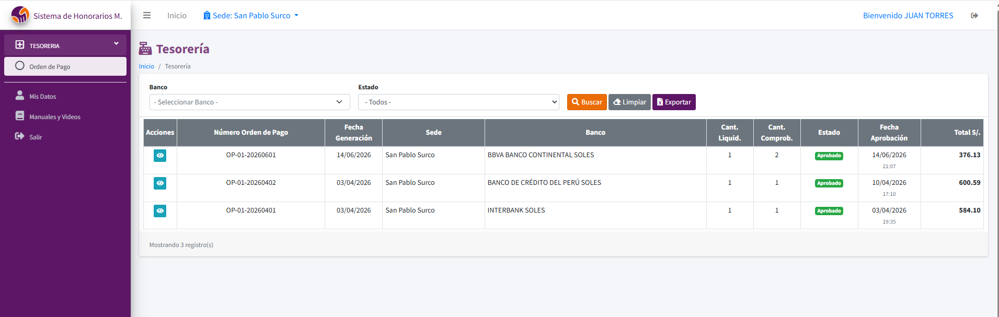 Sistema de Honorarios M.
Inicio
Sede: San Pablo Surco
Bienvenido JUAN TORRES
TESORERIA
Orden de Pago
Mis Datos
Manuales y Videos
Salir
Tesorería
Inicio / Tesorería
Banco
Estado
- Seleccionar Banco -
- Todos -
Buscar
Limpiar
Exportar
Acciones Número Orden de Pago Fecha Generación Sede Banco Cant. Liquid. Cant. Comprob. Estado Fecha Aprobación Total S/.
OP-01-20260601 14/06/2026 San Pablo Surco BBVA BANCO CONTINENTAL SOLES 1 2 Aprobado 14/06/2026 376.13
21:07
OP-01-20260402 03/04/2026 San Pablo Surco BANCO DE CRÉDITO DEL PERÚ SOLES 1 1 Aprobado 10/04/2026 600.59
17:10
OP-01-20260401 03/04/2026 San Pablo Surco INTERBANK SOLES 1 1 Aprobado 03/04/2026 584.10
19:35
Mostrando 3 registro(s)